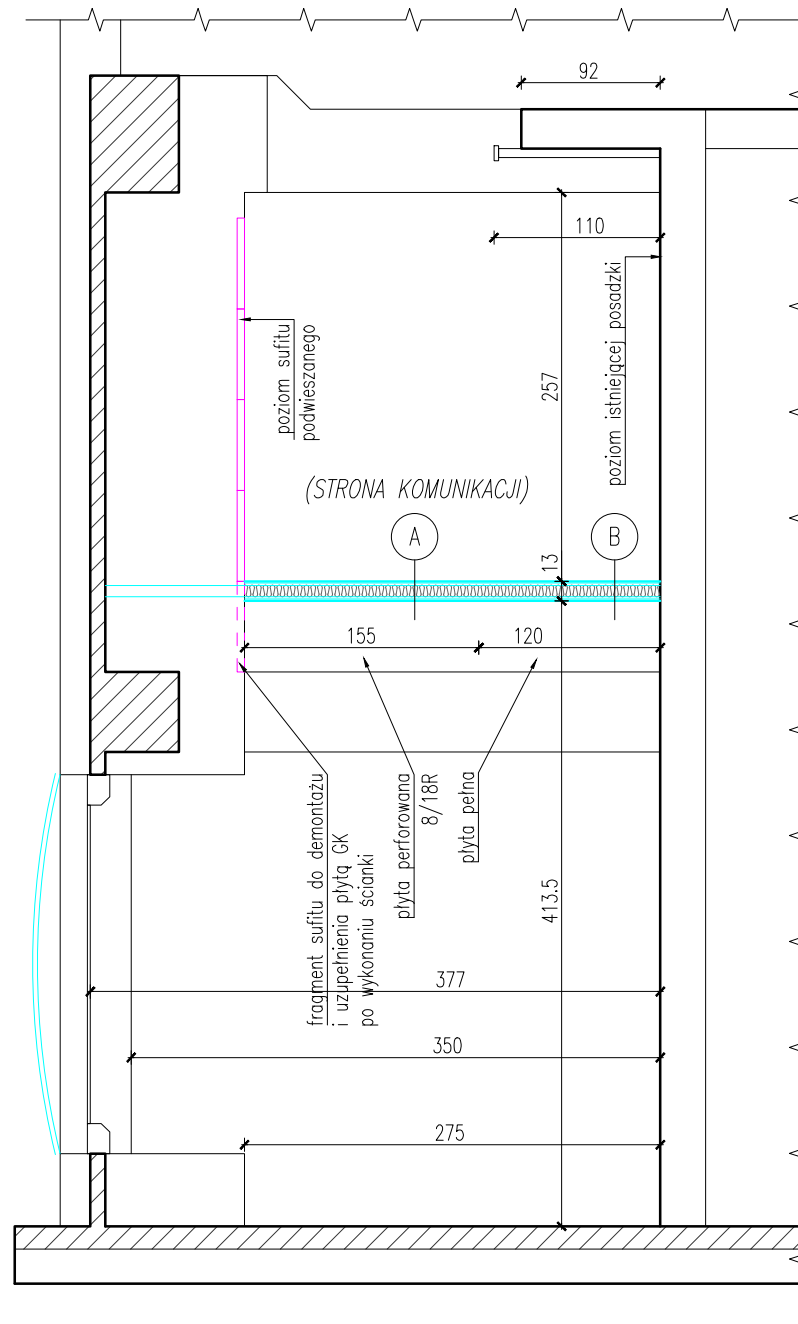 92
110
poziom sufitu
podwieszanego
poziom istniejącej posadzki
257
(STRONA KOMUNIKACJI)
A
B
13
155
120
fragment sufitu do demontażu
i uzupełnienia płytą GK
po wykonaniu ścianki
płyta perforowana
8/18R
płyta pełna
413.5
377
350
275